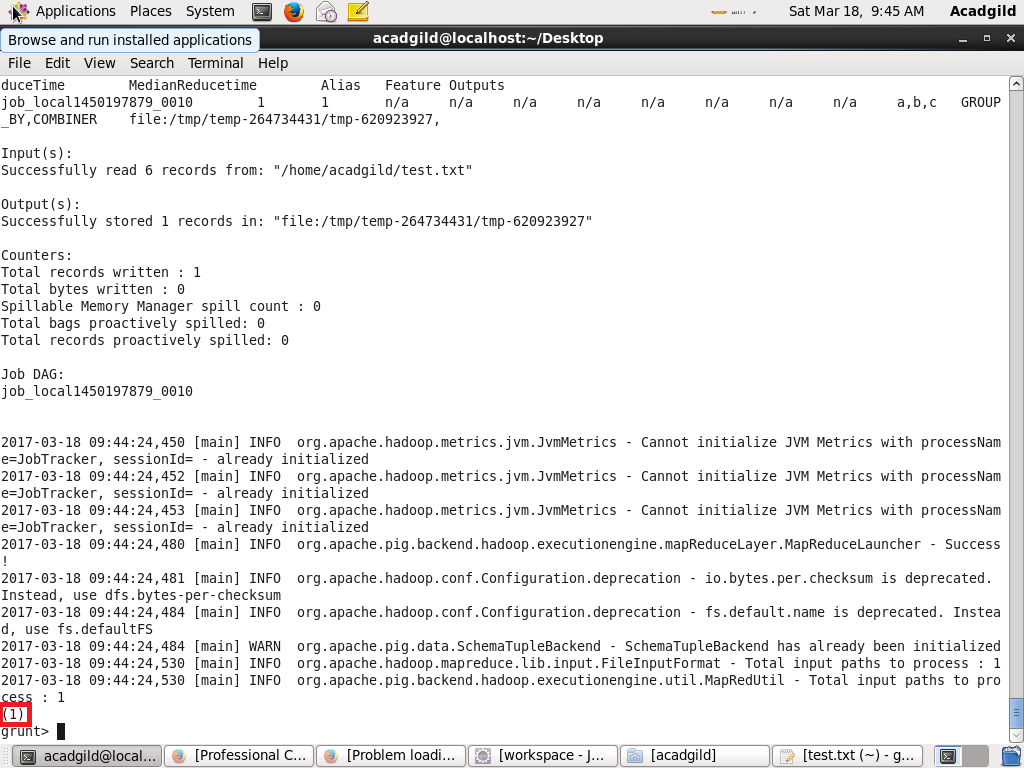 Applications Places System Sat Mar 18, 9:45 AM Acadgild
Browse and run installed applications
acadgild@localhost:~/Desktop
File Edit View Search Terminal Help
duceTime MedianReducetime Alias Feature Outputs
job_local1450197879_0010 1 1 n/a n/a n/a n/a n/a n/a n/a n/a a,b,c GROUP
_BY,COMBINER file:/tmp/temp-264734431/tmp-620923927,
Input(s):
Successfully read 6 records from: "/home/acadgild/test.txt"
Output(s):
Successfully stored 1 records in: "file:/tmp/temp-264734431/tmp-620923927"
Counters:
Total records written : 1
Total bytes written : 0
Spillable Memory Manager spill count : 0
Total bags proactively spilled: 0
Total records proactively spilled: 0
Job DAG:
job_local1450197879_0010
2017-03-18 09:44:24,450 [main] INFO org.apache.hadoop.metrics.jvm.JvmMetrics - Cannot initialize JVM Metrics with processNam
e=JobTracker, sessionId= - already initialized
2017-03-18 09:44:24,452 [main] INFO org.apache.hadoop.metrics.jvm.JvmMetrics - Cannot initialize JVM Metrics with processNam
e=JobTracker, sessionId= - already initialized
2017-03-18 09:44:24,453 [main] INFO org.apache.hadoop.metrics.jvm.JvmMetrics - Cannot initialize JVM Metrics with processNam
e=JobTracker, sessionId= - already initialized
2017-03-18 09:44:24,480 [main] INFO org.apache.pig.backend.hadoop.executionengine.mapReduceLayer.MapReduceLauncher - Success
!
2017-03-18 09:44:24,481 [main] INFO org.apache.hadoop.conf.Configuration.deprecation - io.bytes.per.checksum is deprecated.
Instead, use dfs.bytes-per-checksum
2017-03-18 09:44:24,484 [main] INFO org.apache.hadoop.conf.Configuration.deprecation - fs.default.name is deprecated. Instea
d, use fs.defaultFS
2017-03-18 09:44:24,484 [main] WARN org.apache.pig.data.SchemaTupleBackend - SchemaTupleBackend has already been initialized
2017-03-18 09:44:24,530 [main] INFO org.apache.hadoop.mapreduce.lib.input.FileInputFormat - Total input paths to process : 1
2017-03-18 09:44:24,530 [main] INFO org.apache.pig.backend.hadoop.executionengine.util.MapRedUtil - Total input paths to pro
cess : 1
(1)
grunt>
acadgild@local... [Professional C... [Problem loadi... [workspace - J... [acadgild] [test.txt (~) - g...